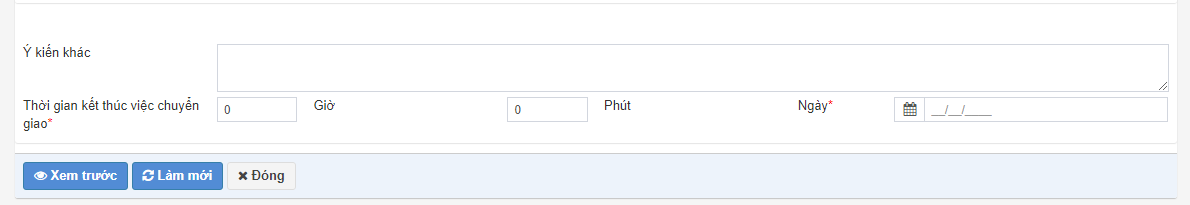 Ý kiến khác
Thời gian kết thúc việc chuyển giao* 0 Giờ 0 Phút Ngày* __/__/____
Xem trước Làm mới Đóng